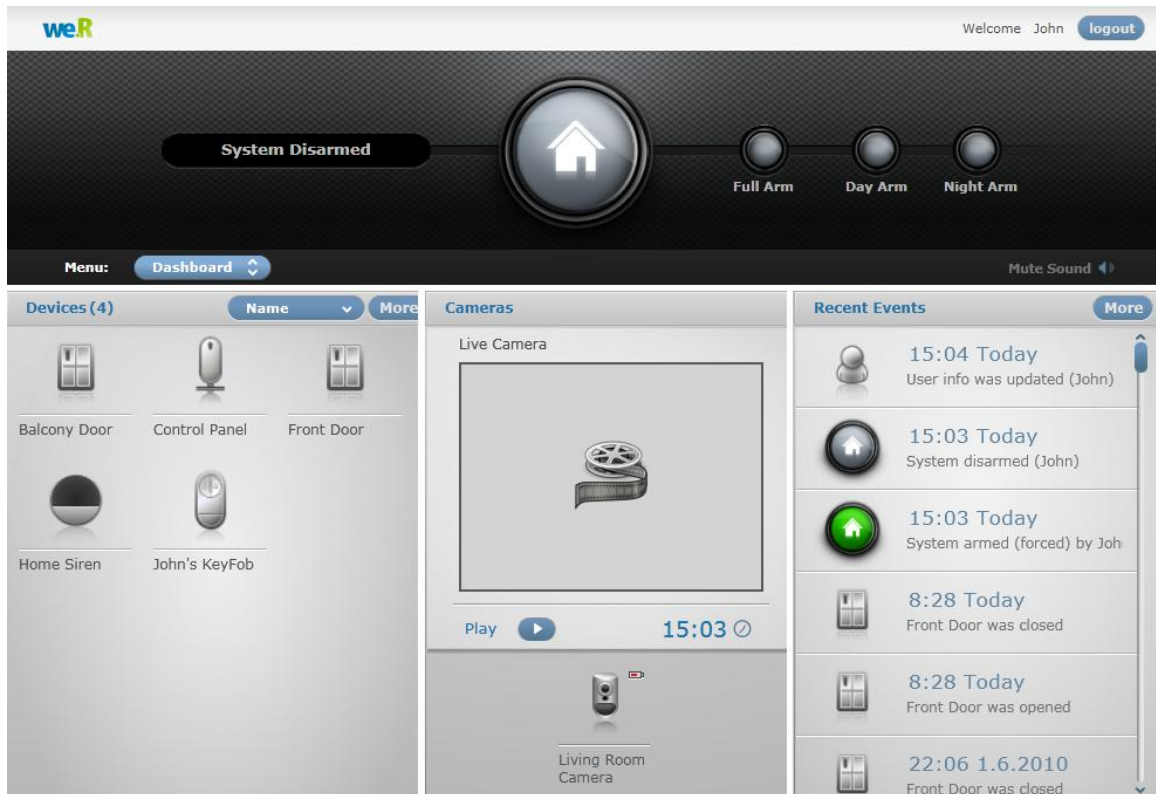 we.R
Welcome John logout
System Disarmed
Full Arm Day Arm Night Arm
Menu: Dashboard
Mute Sound
Devices (4) Name More
Balcony Door Control Panel Front Door
Home Siren John's KeyFob
Cameras
Live Camera
Play 15:03
Living Room
Camera
Recent Events More
15:04 Today
User info was updated (John)
15:03 Today
System disarmed (John)
15:03 Today
System armed (forced) by Joh
8:28 Today
Front Door was closed
8:28 Today
Front Door was opened
22:06 1.6.2010
Front Door was closed